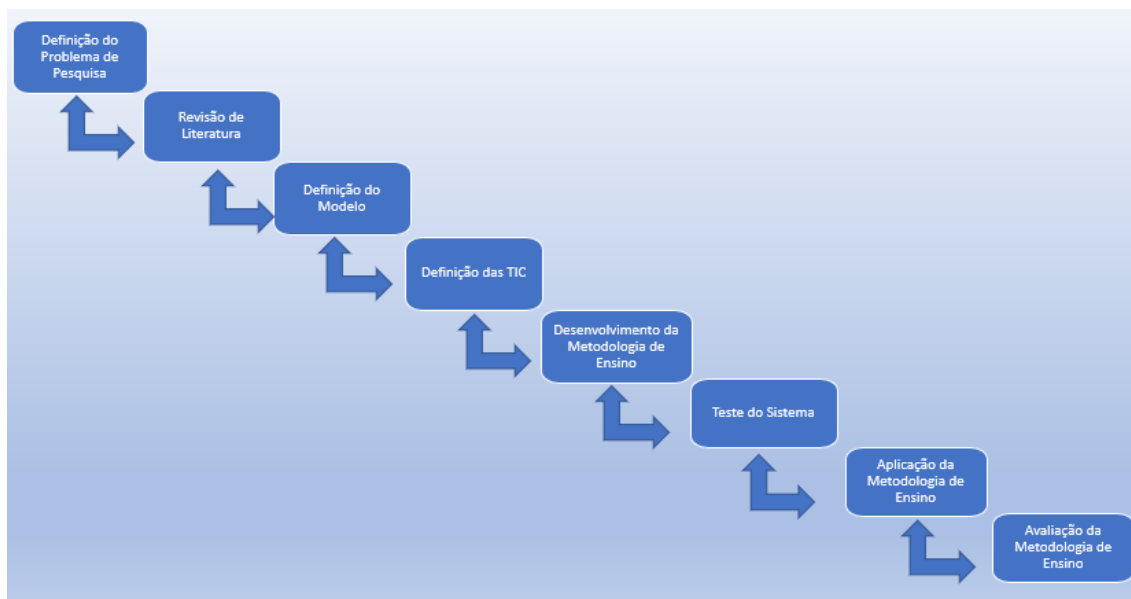 Definição do
Problema de
Pesquisa
Revisão de
Literatura
Definição do
Modelo
Definição das TIC
Desenvolvimento da
Metodologia de
Ensino
Teste do Sistema
Aplicação da
Metodologia de
Ensino
Avaliação da
Metodologia de
Ensino